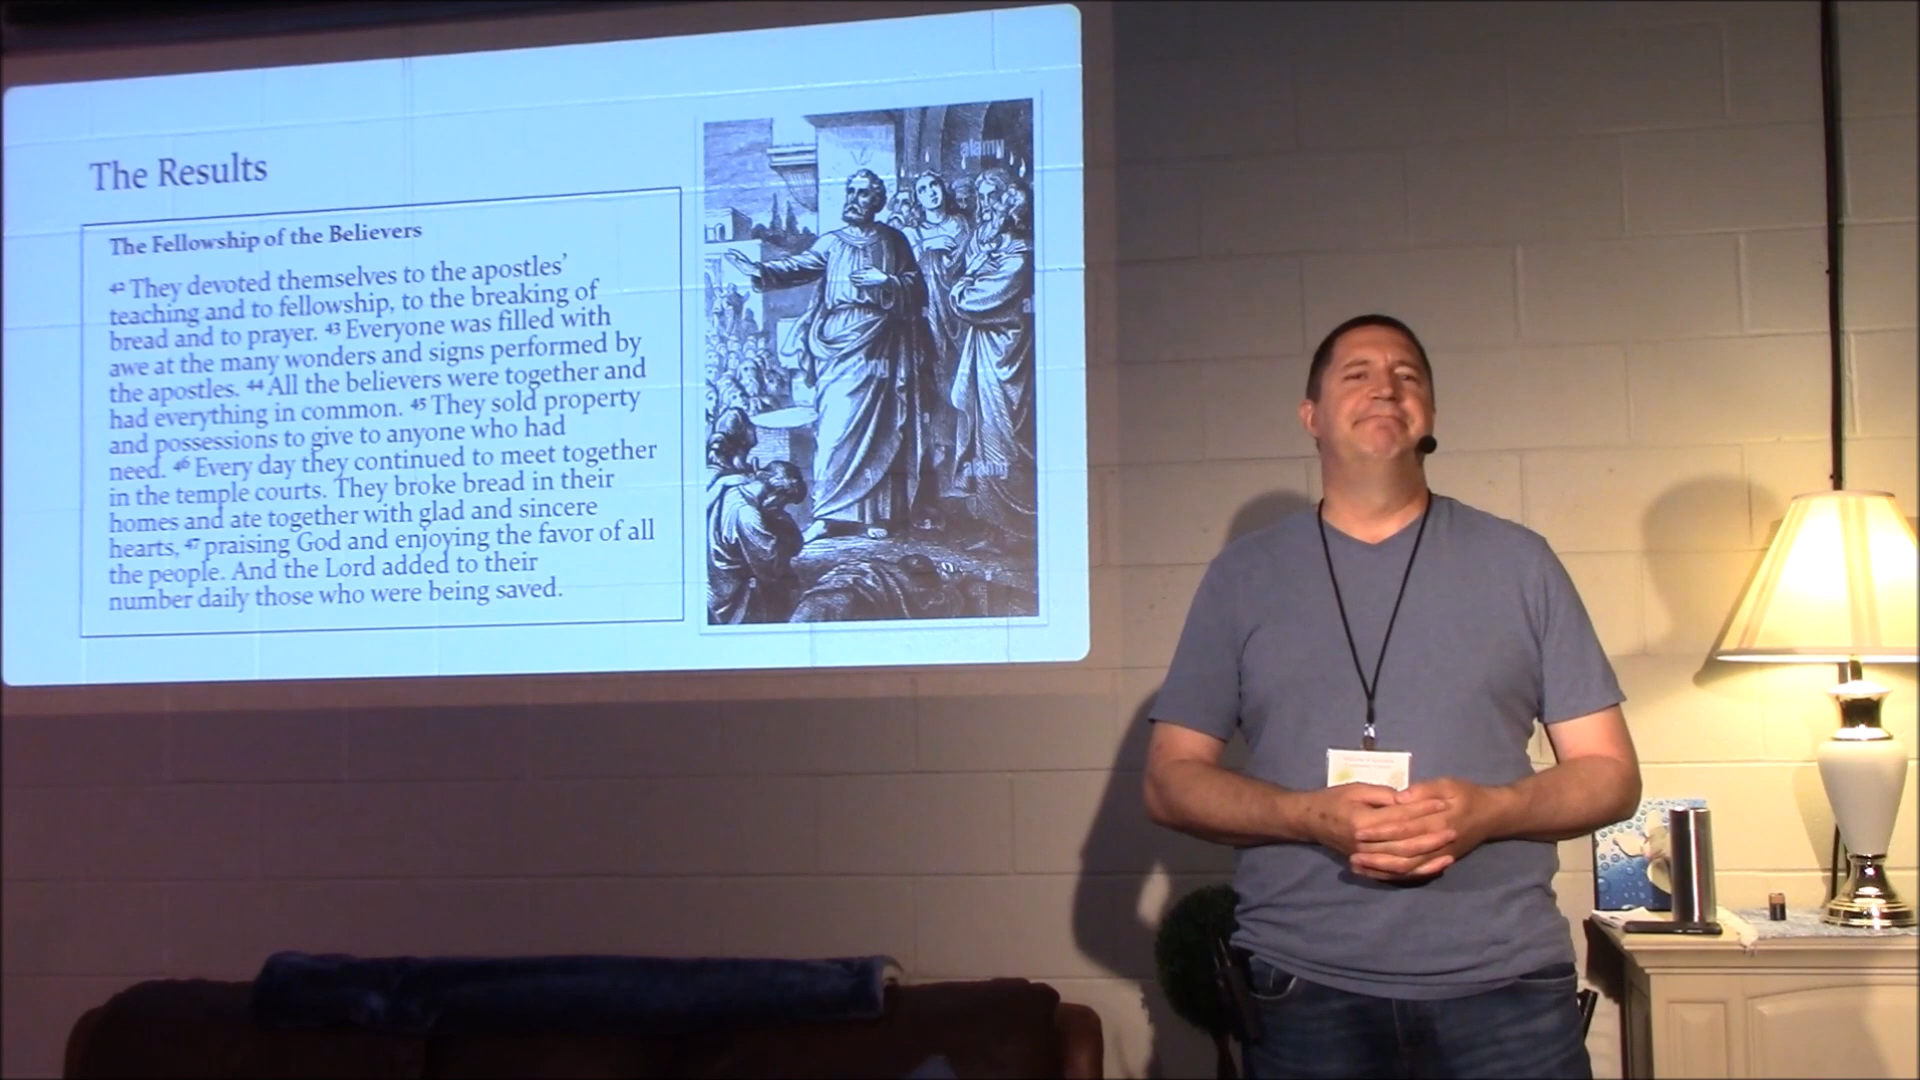 The Results
The Fellowship of the Believers
42 They devoted themselves to the apostles’
teaching and to fellowship, to the breaking of
bread and to prayer. 43 Everyone was filled with
awe at the many wonders and signs performed by
the apostles. 44 All the believers were together and
had everything in common. 45 They sold property
and possessions to give to anyone who had
need. 46 Every day they continued to meet together
in the temple courts. They broke bread in their
homes and ate together with glad and sincere
hearts, 47 praising God and enjoying the favor of all
the people. And the Lord added to their
number daily those who were being saved.
alamy
alamy